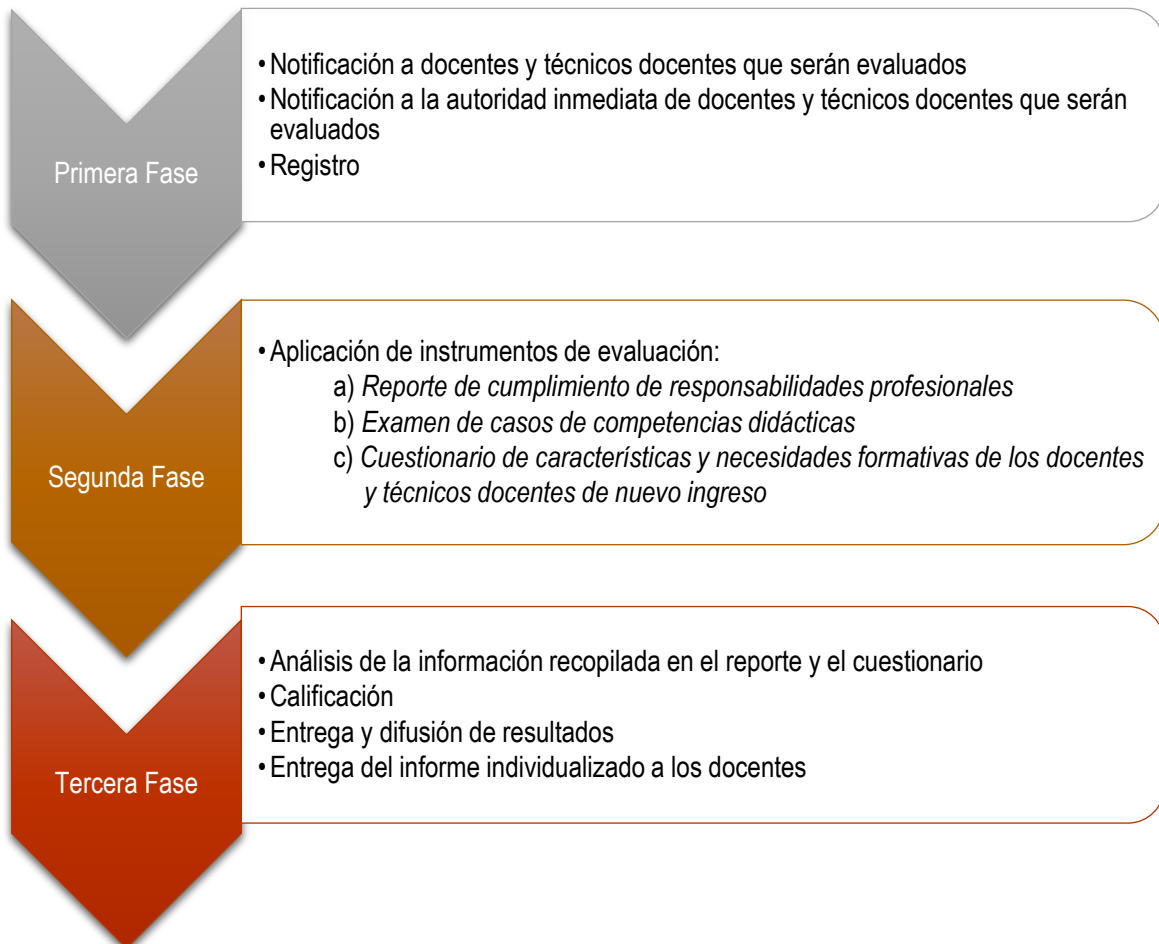 Primera Fase
• Notificación a docentes y técnicos docentes que serán evaluados
• Notificación a la autoridad inmediata de docentes y técnicos docentes que serán
evaluados
• Registro
Segunda Fase
• Aplicación de instrumentos de evaluación:
a) Reporte de cumplimiento de responsabilidades profesionales
b) Examen de casos de competencias didácticas
c) Cuestionario de características y necesidades formativas de los docentes
y técnicos docentes de nuevo ingreso
Tercera Fase
• Análisis de la información recopilada en el reporte y el cuestionario
• Calificación
• Entrega y difusión de resultados
• Entrega del informe individualizado a los docentes